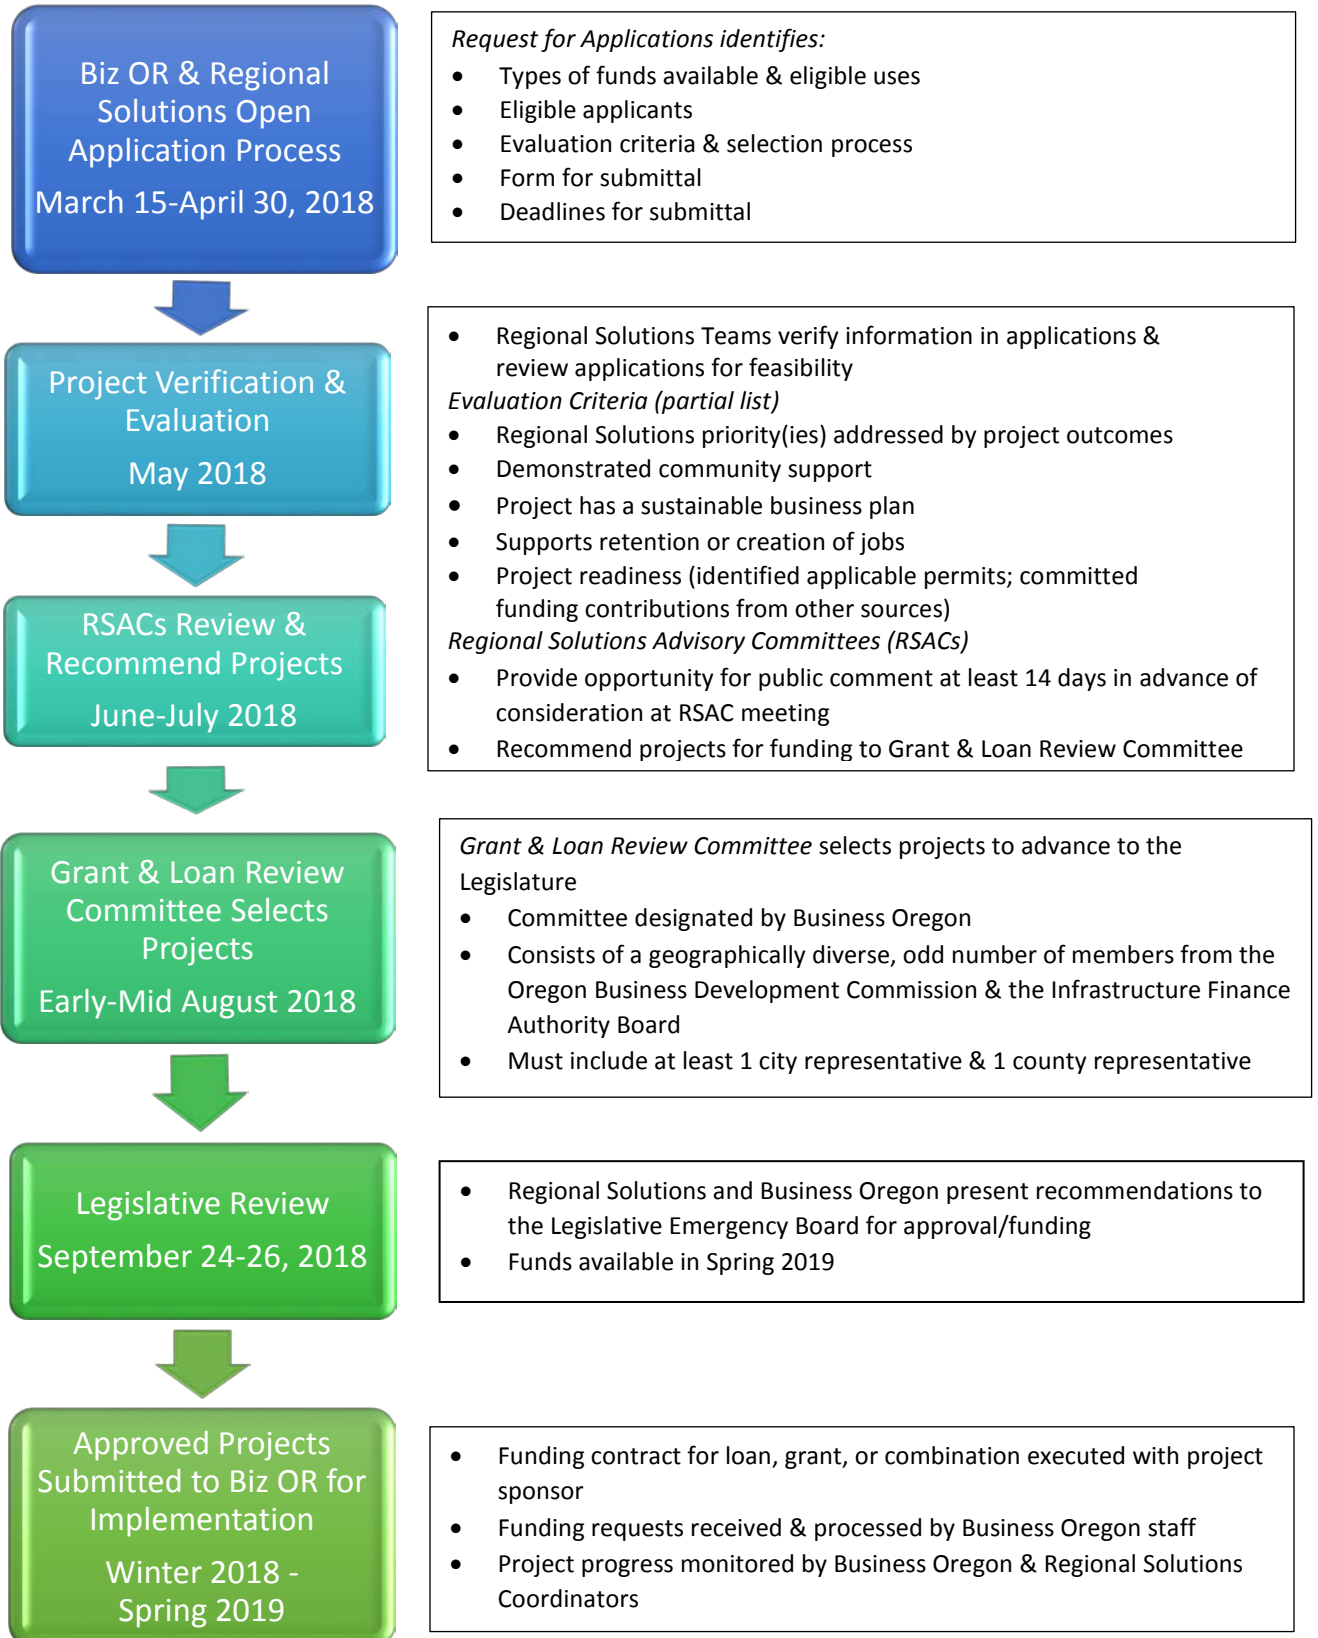 Biz OR & Regional
Solutions Open
Application Process
March 15-April 30, 2018
Request for Applications identifies:
• Types of funds available & eligible uses
• Eligible applicants
• Evaluation criteria & selection process
• Form for submittal
• Deadlines for submittal
Project Verification &
Evaluation
May 2018
RSACs Review &
Recommend Projects
June-July 2018
• Regional Solutions Teams verify information in applications &
review applications for feasibility
Evaluation Criteria (partial list)
• Regional Solutions priority(ies) addressed by project outcomes
• Demonstrated community support
• Project has a sustainable business plan
• Supports retention or creation of jobs
• Project readiness (identified applicable permits; committed
funding contributions from other sources)
Regional Solutions Advisory Committees (RSACs)
• Provide opportunity for public comment at least 14 days in advance of
consideration at RSAC meeting
• Recommend projects for funding to Grant & Loan Review Committee
Grant & Loan Review
Committee Selects
Projects
Early-Mid August 2018
Grant & Loan Review Committee selects projects to advance to the
Legislature
• Committee designated by Business Oregon
• Consists of a geographically diverse, odd number of members from the
Oregon Business Development Commission & the Infrastructure Finance
Authority Board
• Must include at least 1 city representative & 1 county representative
Legislative Review
September 24-26, 2018
• Regional Solutions and Business Oregon present recommendations to
the Legislative Emergency Board for approval/funding
• Funds available in Spring 2019
Approved Projects
Submitted to Biz OR for
Implementation
Winter 2018 -
Spring 2019
• Funding contract for loan, grant, or combination executed with project
sponsor
• Funding requests received & processed by Business Oregon staff
• Project progress monitored by Business Oregon & Regional Solutions
Coordinators